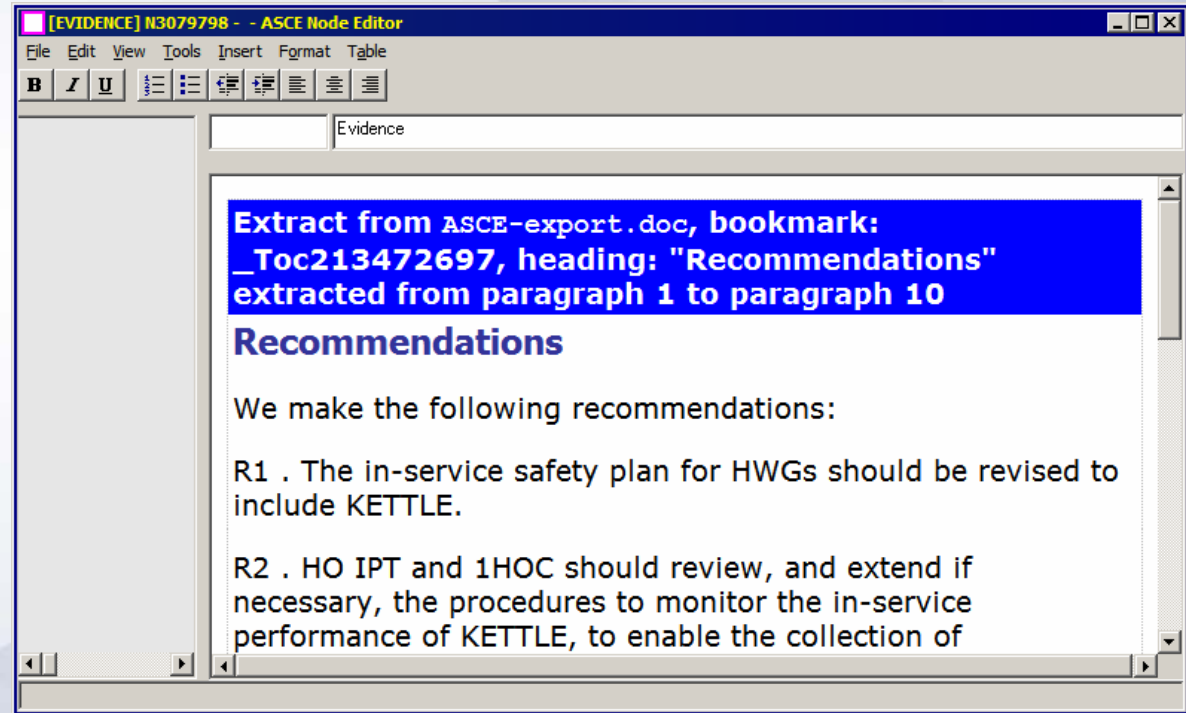 [EVIDENCE] N3079798 - - ASCE Node Editor
File Edit View Tools Insert Format Table
B I U
Evidence
Extract from ASCE-export.doc, bookmark:
_Toc213472697, heading: "Recommendations"
extracted from paragraph 1 to paragraph 10
Recommendations
We make the following recommendations:
R1 . The in-service safety plan for HWGs should be revised to
include KETTLE.
R2 . HO IPT and 1HOC should review, and extend if
necessary, the procedures to monitor the in-service
performance of KETTLE, to enable the collection of